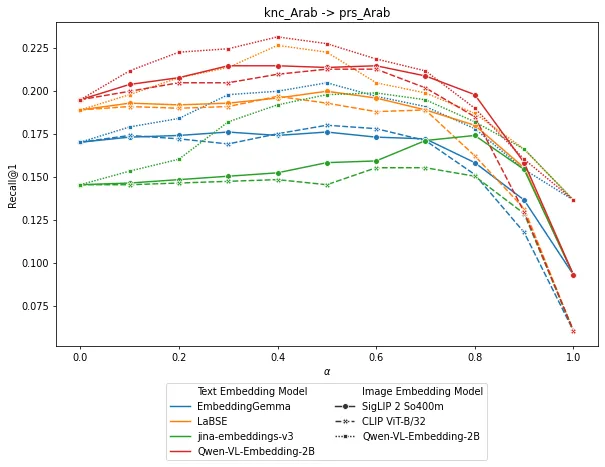 knc_Arab -> prs_Arab
0.225
0.200
0.175
0.150
0.125
0.100
0.075
Recall@1
0.0 0.2 0.4 0.6 0.8 1.0
α
Text Embedding Model Image Embedding Model
EmbeddingGemma SigLIP 2 So400m
LaBSE CLIP ViT-B/32
jina-embeddings-v3 Qwen-VL-Embedding-2B
Qwen-VL-Embedding-2B